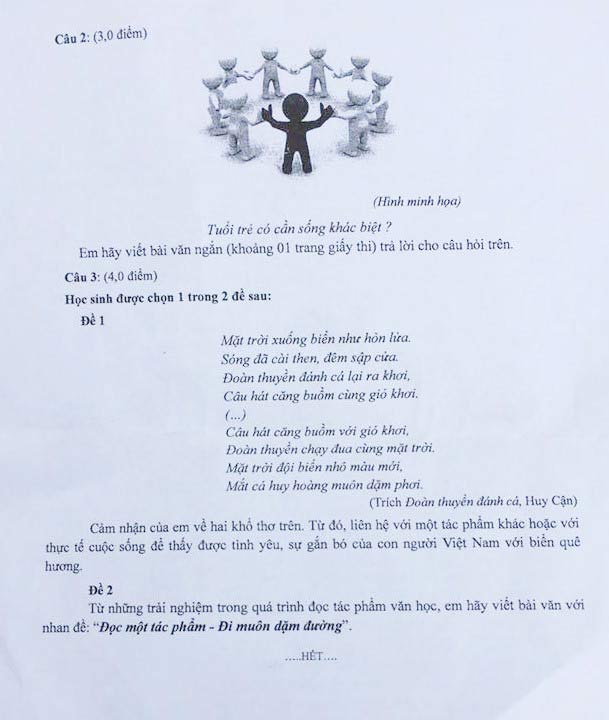 Câu 2: (3,0 điểm)
(Hình minh họa)
Tuổi trẻ có cần sống khác biệt ?
Em hãy viết bài văn ngắn (khoảng 01 trang giấy thi) trả lời cho câu hỏi trên.
Câu 3: (4,0 điểm)
Học sinh được chọn 1 trong 2 đề sau:
Đề 1
Mặt trời xuống biển như hòn lửa.
Sóng đã cài then, đêm sập cửa.
Đoàn thuyền đánh cá lại ra khơi,
Câu hát căng buồm cùng gió khơi.
(...)
Câu hát căng buồm với gió khơi,
Đoàn thuyền chạy đua cùng mặt trời.
Mặt trời đội biển nhô màu mới,
Mắt cá huy hoàng muôn dặm phơi.
(Trích Đoàn thuyền đánh cá, Huy Cận)
Cảm nhận của em về hai khổ thơ trên. Từ đó, liên hệ với một tác phẩm khác hoặc với
thực tế cuộc sống để thấy được tình yêu, sự gắn bó của con người Việt Nam với biển quê
hương.
Đề 2
Từ những trải nghiệm trong quá trình đọc tác phẩm văn học, em hãy viết bài văn với
nhan đề: “Đọc một tác phẩm - Đi muôn dặm đường”.
.....HẾT....